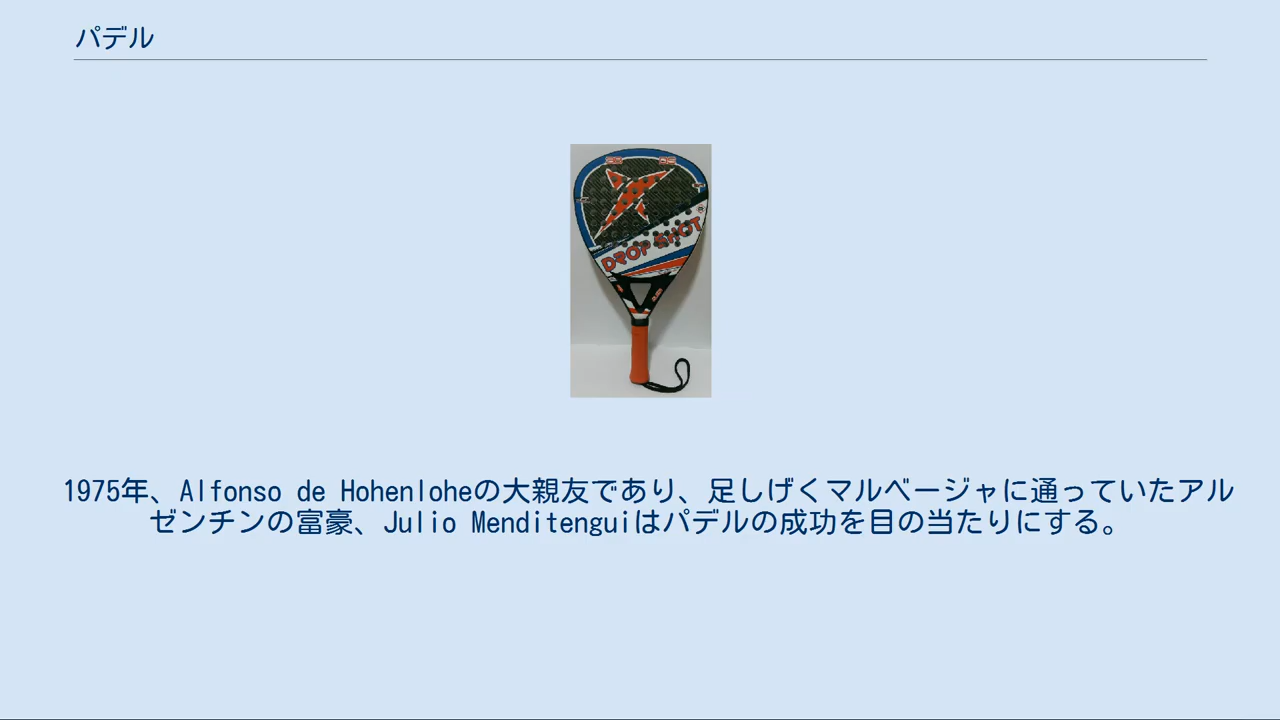 パデル
DROP SHOT
1975年、Alfonso de Hohenloheの大親友であり、足しげくマルベージャに通っていたアル
ゼンチンの富豪、Julio Menditenguiはパデルの成功を目の当たりにする。